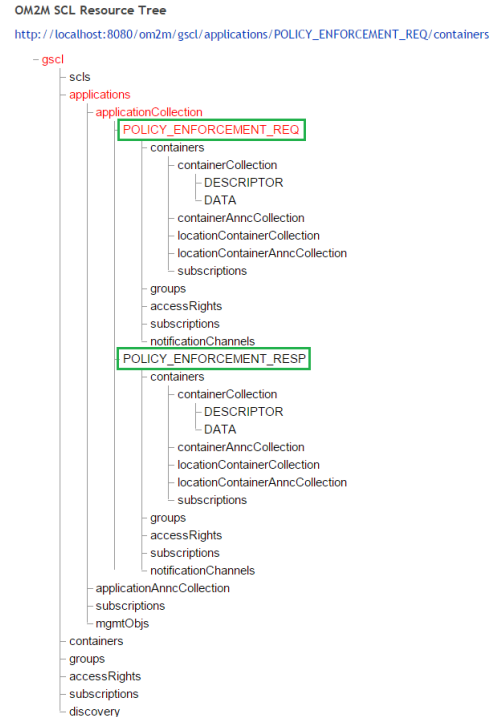 OM2M SCL Resource Tree
http://localhost:8080/om2m/gscl/applications/POLICY_ENFORCEMENT_REQ/containers
gscl
scls
applications
applicationCollection
POLICY_ENFORCEMENT_REQ
containers
containerCollection
DESCRIPTOR
DATA
containerAnncCollection
locationContainerCollection
locationContainerAnncCollection
subscriptions
groups
accessRights
subscriptions
notificationChannels
POLICY_ENFORCEMENT_RESP
containers
containerCollection
DESCRIPTOR
DATA
containerAnncCollection
locationContainerCollection
locationContainerAnncCollection
subscriptions
groups
accessRights
subscriptions
notificationChannels
applicationAnncCollection
subscriptions
mgmtObjs
containers
groups
accessRights
subscriptions
discovery